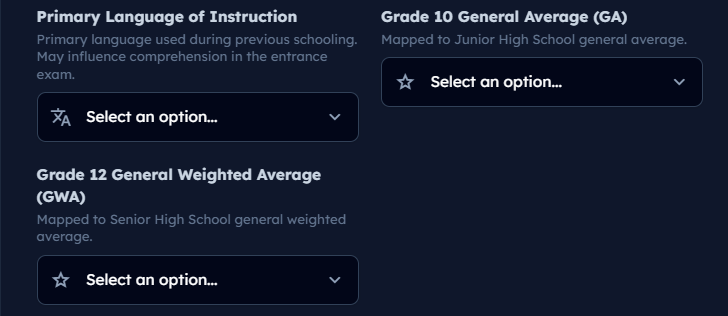 Primary Language of Instruction
Primary language used during previous schooling.
May influence comprehension in the entrance
exam.
Select an option...
Grade 10 General Average (GA)
Mapped to Junior High School general average.
Select an option...
Grade 12 General Weighted Average
(GWA)
Mapped to Senior High School general weighted
average.
Select an option...